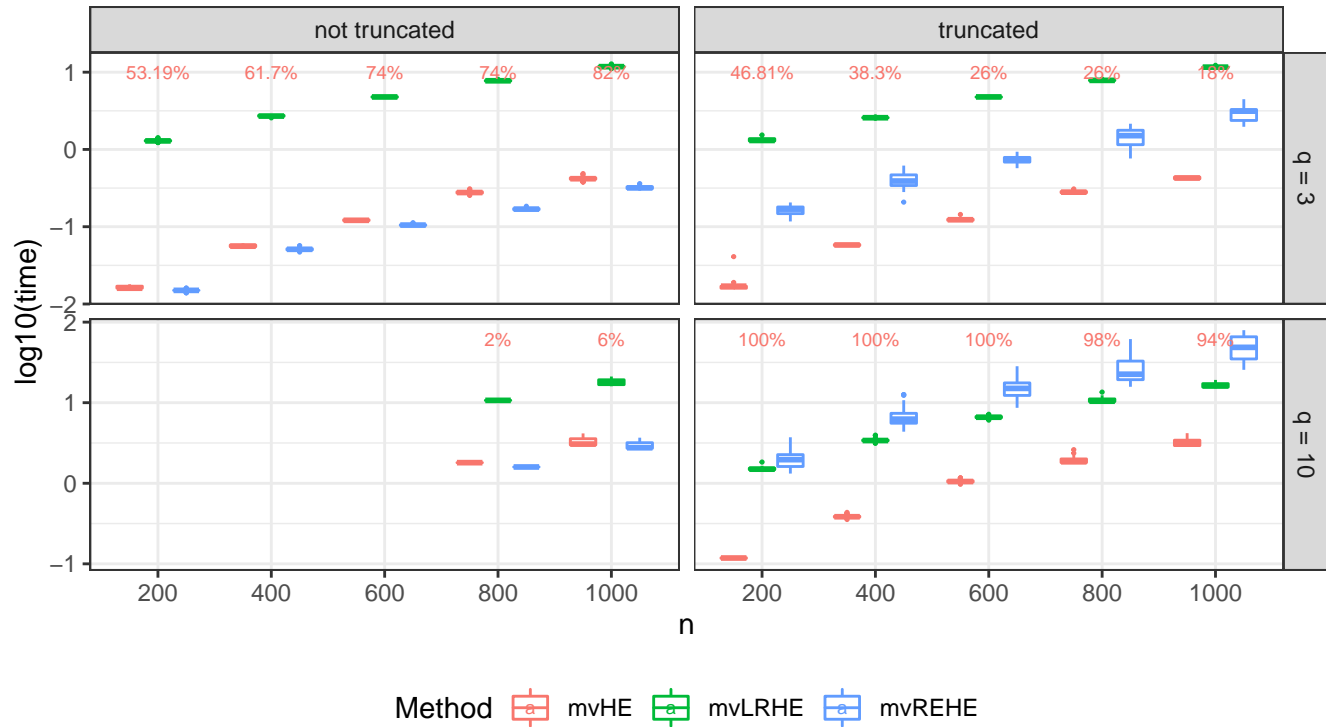 not truncated truncated
53.19% 61.7% 74% 74% 82% 46.81% 38.3% 26% 26% 18%
1
0
−1
−2
q = 3
log10(time)
2
2% 6% 100% 100% 100% 98% 94%
1
0
−1
q = 10
200 400 600 800 1000 200 400 600 800 1000
n
Method a mvHE a mvLRHE a mvREHE